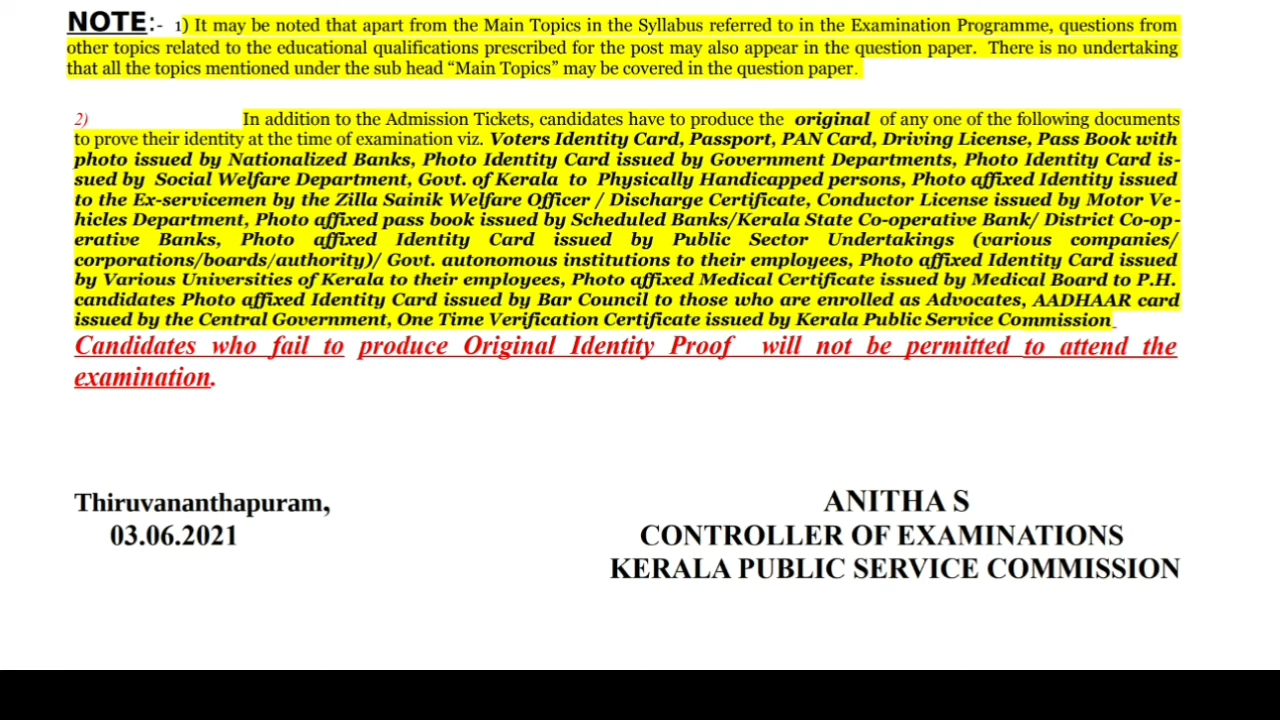 NOTE:- 1) It may be noted that apart from the Main Topics in the Syllabus referred to in the Examination Programme, questions from
other topics related to the educational qualifications prescribed for the post may also appear in the question paper. There is no undertaking
that all the topics mentioned under the sub head “Main Topics” may be covered in the question paper.
2) In addition to the Admission Tickets, candidates have to produce the original of any one of the following documents
to prove their identity at the time of examination viz. Voters Identity Card, Passport, PAN Card, Driving License, Pass Book with
photo issued by Nationalized Banks, Photo Identity Card issued by Government Departments, Photo Identity Card is-
sued by Social Welfare Department, Govt. of Kerala to Physically Handicapped persons, Photo affixed Identity issued
to the Ex-servicemen by the Zilla Sainik Welfare Officer / Discharge Certificate, Conductor License issued by Motor Ve-
hicles Department, Photo affixed pass book issued by Scheduled Banks/Kerala State Co-operative Bank/ District Co-op-
erative Banks, Photo affixed Identity Card issued by Public Sector Undertakings (various companies/
corporations/boards/authority)/ Govt. autonomous institutions to their employees, Photo affixed Identity Card issued
by Various Universities of Kerala to their employees, Photo affixed Medical Certificate issued by Medical Board to P.H.
candidates Photo affixed Identity Card issued by Bar Council to those who are enrolled as Advocates, AADHAAR card
issued by the Central Government, One Time Verification Certificate issued by Kerala Public Service Commission
Candidates who fail to produce Original Identity Proof will not be permitted to attend the
examination.
Thiruvananthapuram,
03.06.2021
ANITHA S
CONTROLLER OF EXAMINATIONS
KERALA PUBLIC SERVICE COMMISSION